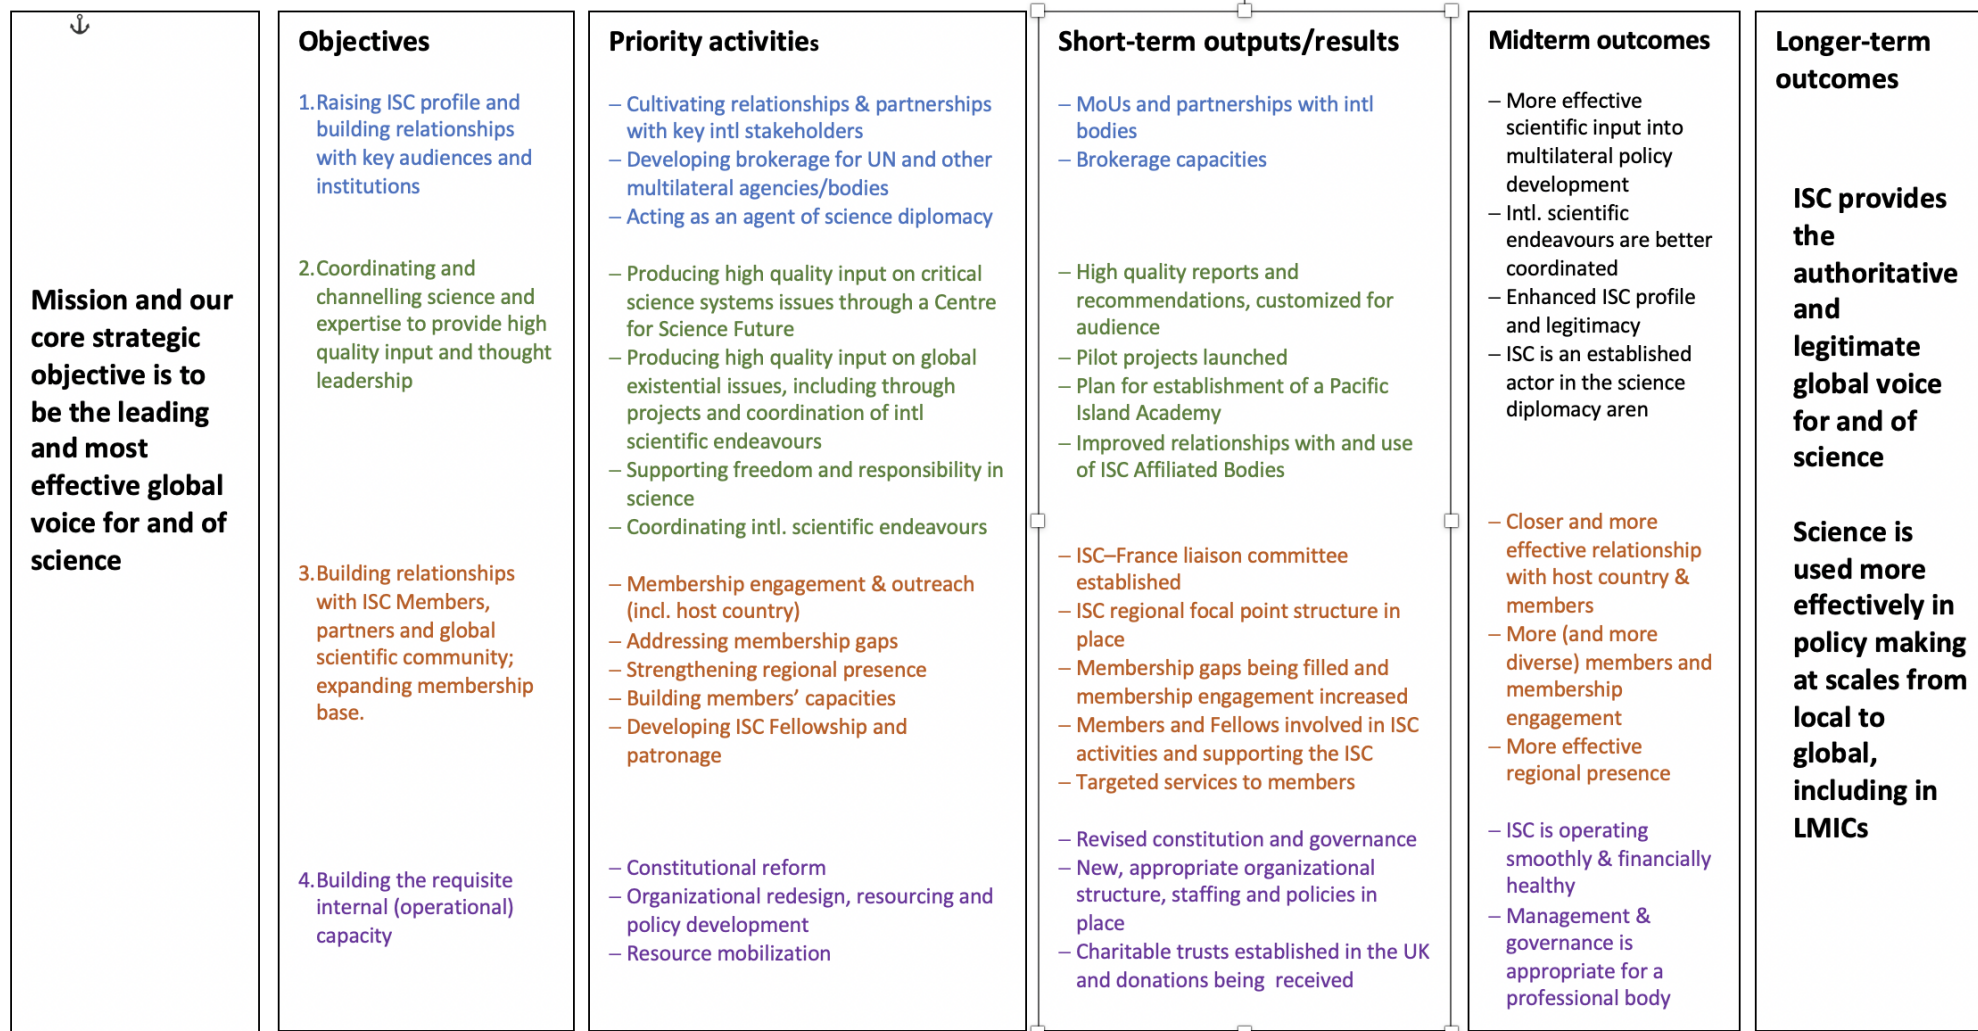 Mission and our
core strategic
objective is to
be the leading
and most
effective global
voice for and of
science
Objectives
1. Raising ISC profile and
building relationships
with key audiences and
institutions
2. Coordinating and
channelling science and
expertise to provide high
quality input and thought
leadership
3. Building relationships
with ISC Members,
partners and global
scientific community;
expanding membership
base.
4. Building the requisite
internal (operational)
capacity
Priority activities
– Cultivating relationships & partnerships
with key intl stakeholders
– Developing brokerage for UN and other
multilateral agencies/bodies
– Acting as an agent of science diplomacy
– Producing high quality input on critical
science systems issues through a Centre
for Science Future
– Producing high quality input on global
existential issues, including through
projects and coordination of intl
scientific endeavours
– Supporting freedom and responsibility in
science
– Coordinating intl. scientific endeavours
– Membership engagement & outreach
(incl. host country)
– Addressing membership gaps
– Strengthening regional presence
– Building members’ capacities
– Developing ISC Fellowship and
patronage
– Constitutional reform
– Organizational redesign, resourcing and
policy development
– Resource mobilization
Short-term outputs/results
– MoUs and partnerships with intl
bodies
– Brokerage capacities
– High quality reports and
recommendations, customized for
audience
– Pilot projects launched
– Plan for establishment of a Pacific
Island Academy
– Improved relationships with and use
of ISC Affiliated Bodies
– ISC–France liaison committee
established
– ISC regional focal point structure in
place
– Membership gaps being filled and
membership engagement increased
– Members and Fellows involved in ISC
activities and supporting the ISC
– Targeted services to members
– Revised constitution and governance
– New, appropriate organizational
structure, staffing and policies in
place
– Charitable trusts established in the UK
and donations being received
Midterm outcomes
– More effective
scientific input into
multilateral policy
development
– Intl. scientific
endeavours are better
coordinated
– Enhanced ISC profile
and legitimacy
– ISC is an established
actor in the science
diplomacy aren
– Closer and more
effective relationship
with host country &
members
– More (and more
diverse) members and
membership
engagement
– More effective
regional presence
– ISC is operating
smoothly & financially
healthy
– Management &
governance is
appropriate for a
professional body
Longer-term
outcomes
ISC provides
the
authoritative
and
legitimate
global voice
for and of
science
Science is
used more
effectively in
policy making
at scales from
local to
global,
including in
LMICs